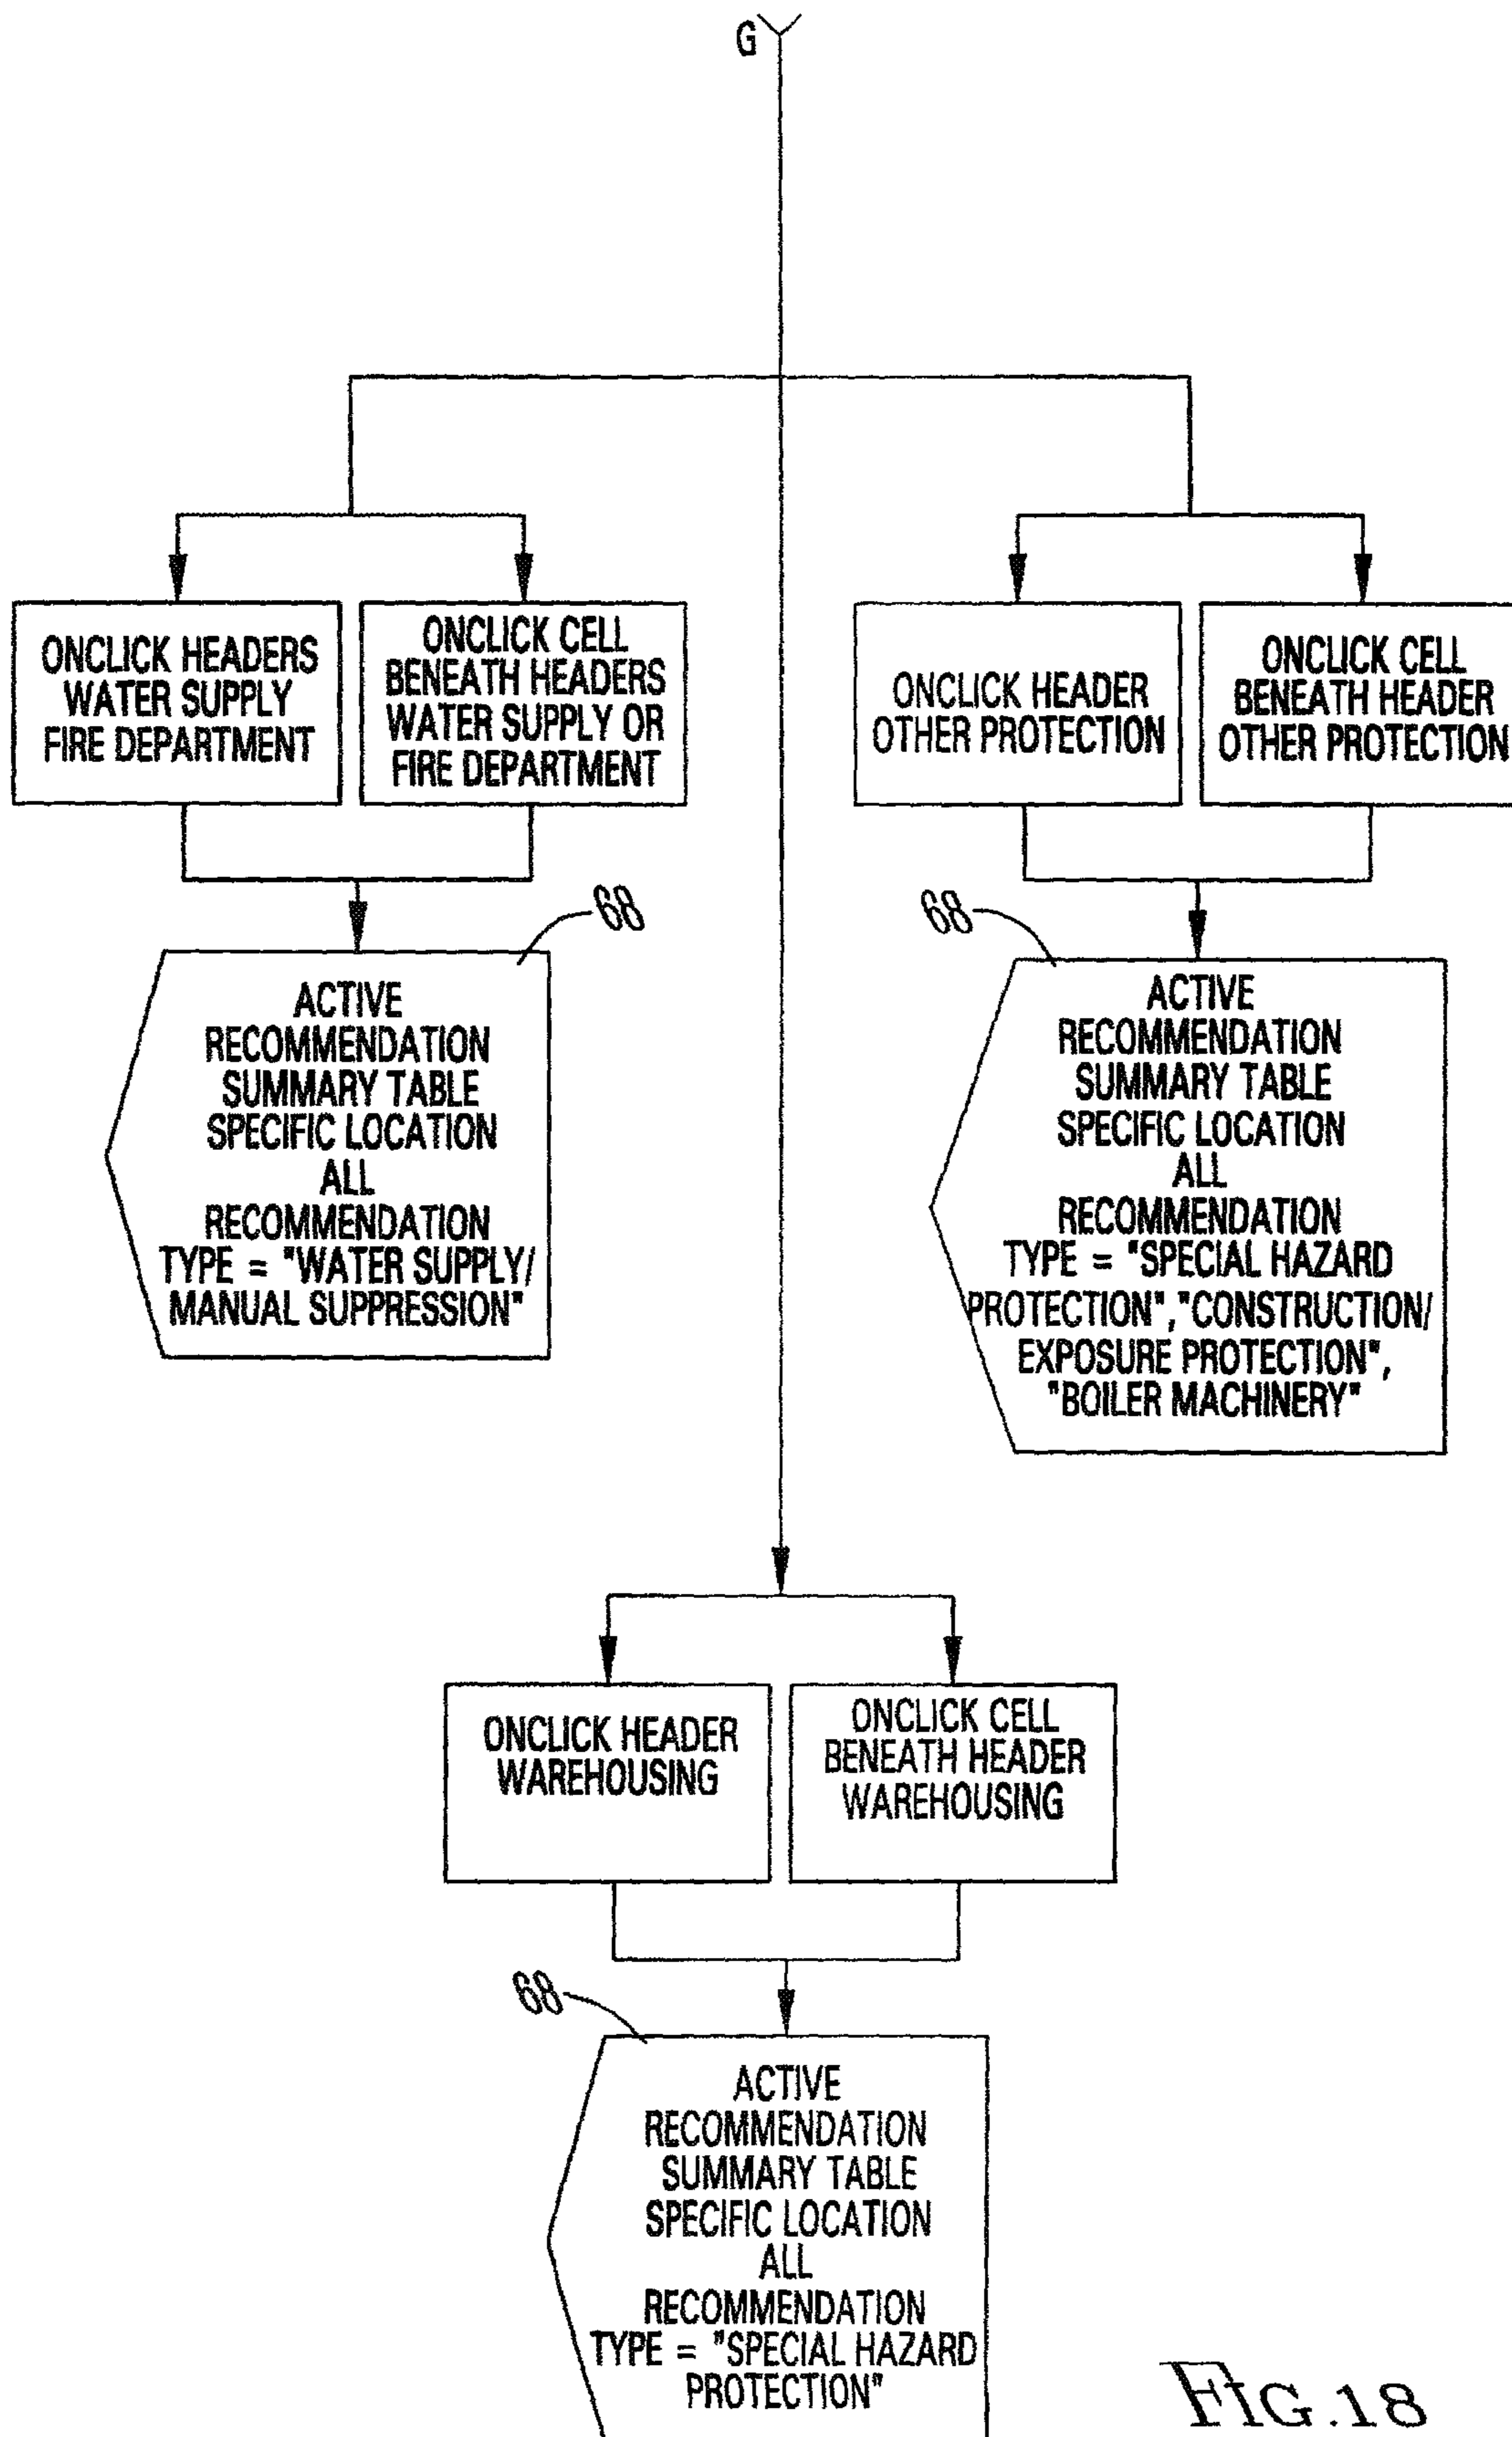 G
ONCLICK HEADERS
WATER SUPPLY
FIRE DEPARTMENT
ONCLICK CELL
BENEATH HEADERS
WATER SUPPLY OR
FIRE DEPARTMENT
ONCLICK HEADER
OTHER PROTECTION
ONCLICK CELL
BENEATH HEADER
OTHER PROTECTION
68
ACTIVE
RECOMMENDATION
SUMMARY TABLE
SPECIFIC LOCATION
ALL
RECOMMENDATION
TYPE = "WATER SUPPLY/
MANUAL SUPPRESSION"
68
ACTIVE
RECOMMENDATION
SUMMARY TABLE
SPECIFIC LOCATION
ALL
RECOMMENDATION
TYPE = "SPECIAL HAZARD
PROTECTION","CONSTRUCTION/
EXPOSURE PROTECTION",
"BOILER MACHINERY"
ONCLICK HEADER
WAREHOUSING
ONCLICK CELL
BENEATH HEADER
WAREHOUSING
68
ACTIVE
RECOMMENDATION
SUMMARY TABLE
SPECIFIC LOCATION
ALL
RECOMMENDATION
TYPE = "SPECIAL HAZARD
PROTECTION"
FIG.18